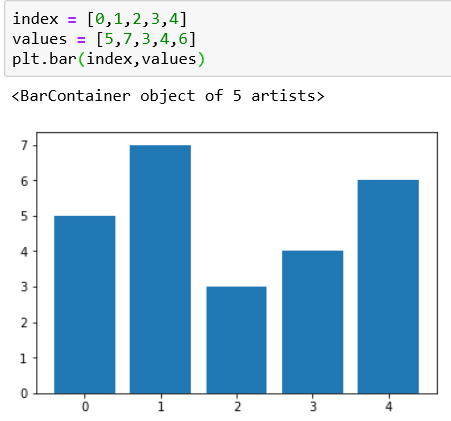 index = [0,1,2,3,4]
values = [5,7,3,4,6]
plt.bar(index,values)
<BarContainer object of 5 artists>
7
6
5
4
3
2
1
0
0 1 2 3 4